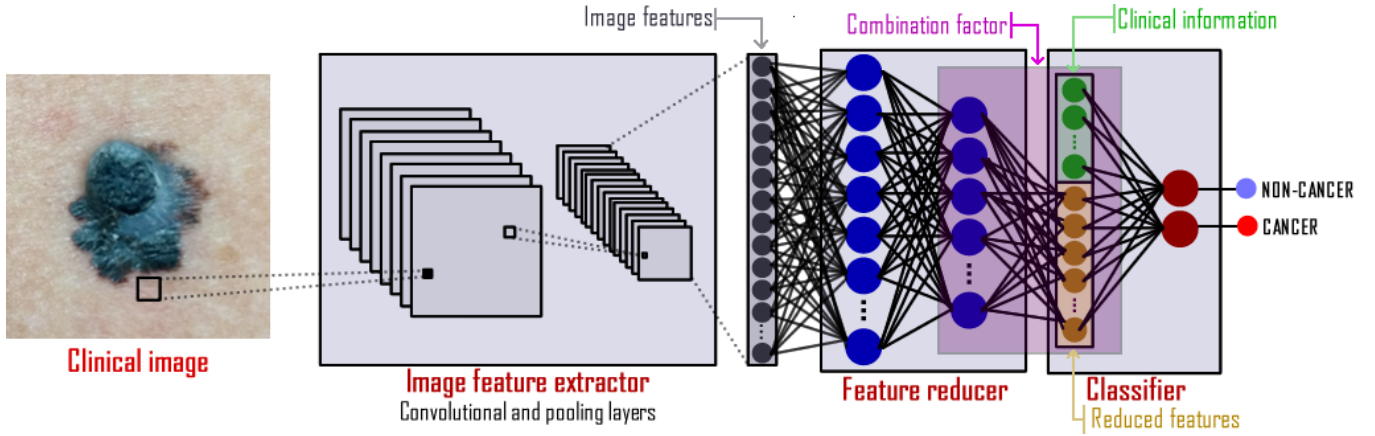 Image features
Combination factor
Clinical information
NON-CANCER
CANCER
Clinical image
Image feature extractor
Convolutional and pooling layers
Feature reducer
Classifier
Reduced features